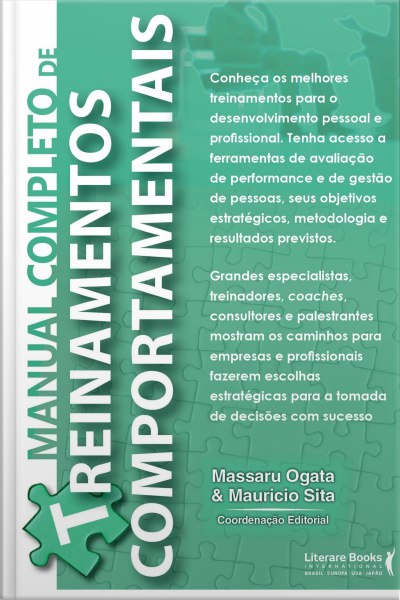 MANUAL COMPLETO DE
TREINAMENTOS
COMPORTAMENTAIS
Conheça os melhores
treinamentos para o
desenvolvimento pessoal e
profissional. Tenha acesso a
ferramentas de avaliação
de performance e de gestão
de pessoas, seus objetivos
estratégicos, metodologia e
resultados previstos.
Grandes especialistas,
treinadores, coaches,
consultores e palestrantes
mostram os caminhos para
empresas e profissionais
fazerem escolhas
estratégicas para a tomada
de decisões com sucesso
Massaru Ogata
& Mauricio Sita
Coordenação Editorial
Literare Books
INTERNATIONAL
BRASIL·EUROPA·USA·JAPÃO